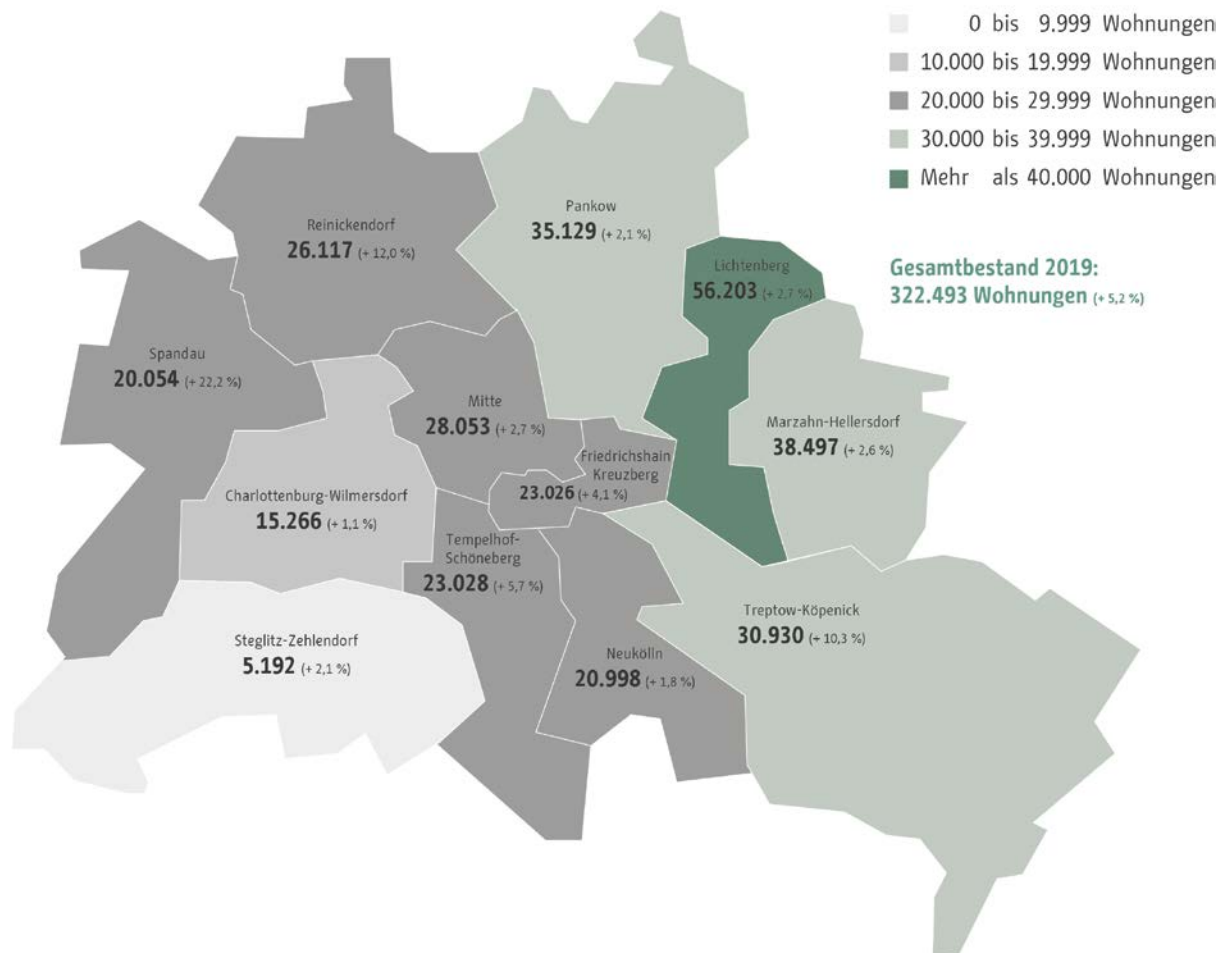 0 bis 9.999 Wohnungen
10.000 bis 19.999 Wohnungen
20.000 bis 29.999 Wohnungen
30.000 bis 39.999 Wohnungen
Mehr als 40.000 Wohnungen
Gesamtbestand 2019:
322.493 Wohnungen (+ 5,2 %)
Pankow
35.129 (+ 2,1 %)
Reinickendorf
26.117 (+ 12,0 %)
Lichtenberg
56.203 (+ 2,7 %)
Spandau
20.054 (+ 22,2 %)
Mitte
28.053 (+ 2,7 %)
Marzahn-Hellersdorf
38.497 (+ 2,6 %)
Friedrichshain
Kreuzberg
23.026 (+ 4,1 %)
Charlottenburg-Wilmersdorf
15.266 (+ 1,1 %)
Tempelhof-
Schöneberg
23.028 (+ 5,7 %)
Treptow-Köpenick
30.930 (+ 10,3 %)
Steglitz-Zehlendorf
5.192 (+ 2,1 %)
Neukölln
20.998 (+ 1,8 %)